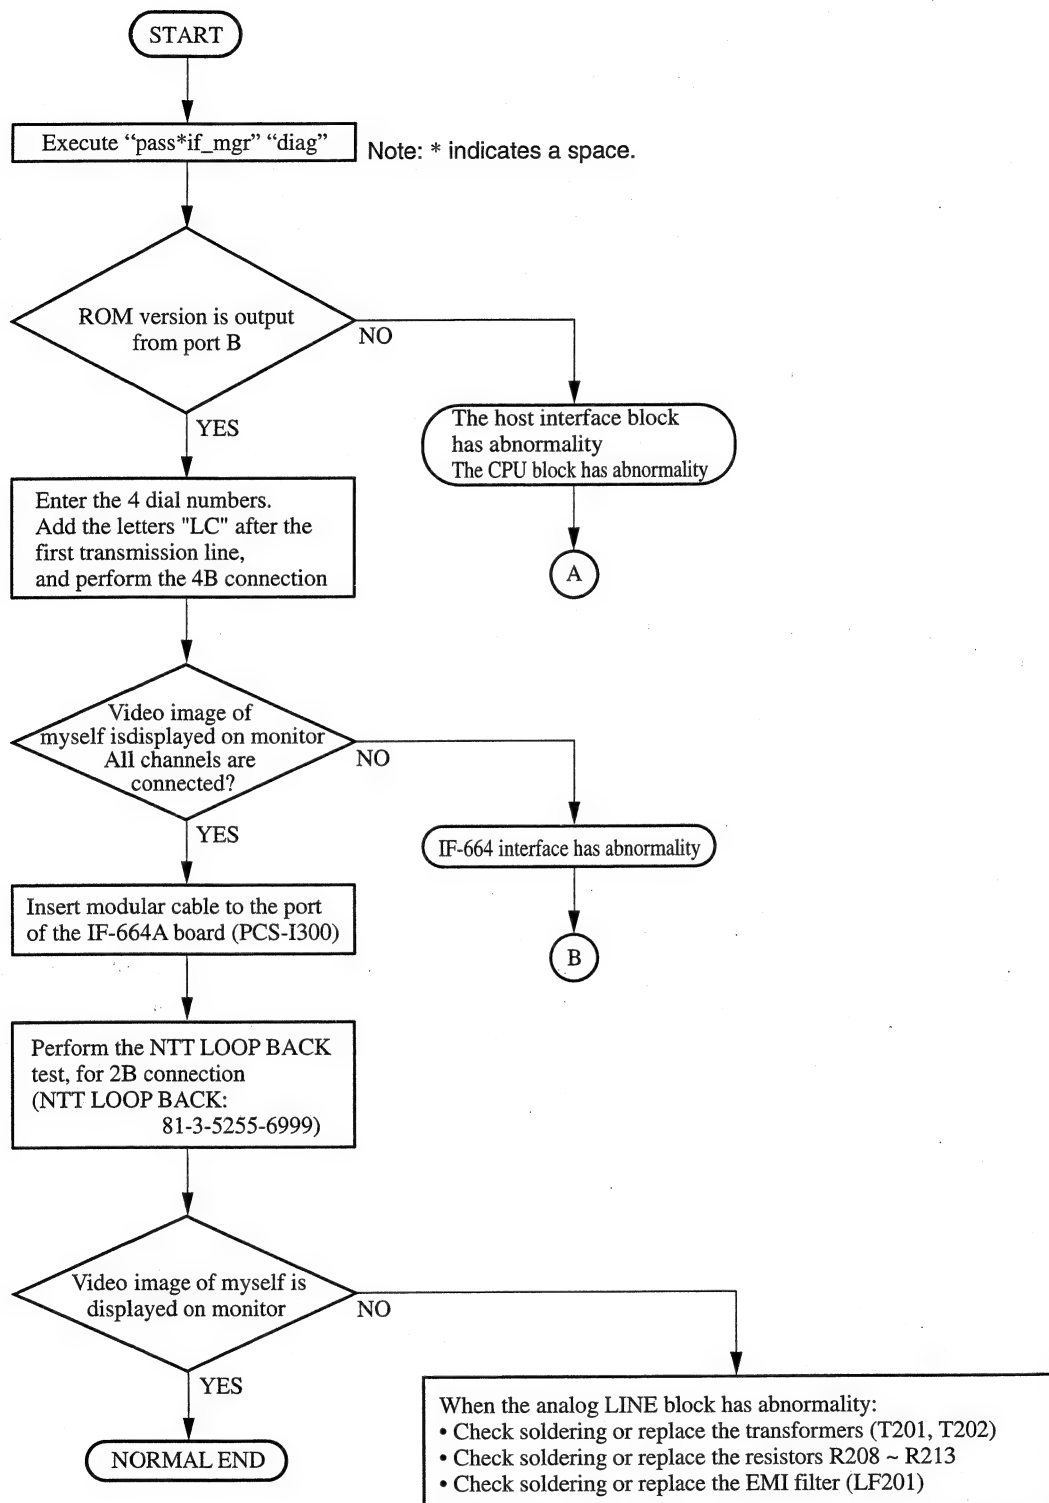 START
Execute “pass*if_mgr” “diag”
Note: * indicates a space.
ROM version is output
from port B
NO
YES
The host interface block
has abnormality
The CPU block has abnormality
A
Enter the 4 dial numbers.
Add the letters "LC" after the
first transmission line,
and perform the 4B connection
Video image of
myself isdisplayed on monitor
All channels are
connected?
NO
YES
IF-664 interface has abnormality
B
Insert modular cable to the port
of the IF-664A board (PCS-I300)
Perform the NTT LOOP BACK
test, for 2B connection
(NTT LOOP BACK:
81-3-5255-6999)
Video image of myself is
displayed on monitor
NO
YES
NORMAL END
When the analog LINE block has abnormality:
• Check soldering or replace the transformers (T201, T202)
• Check soldering or replace the resistors R208 ~ R213
• Check soldering or replace the EMI filter (LF201)